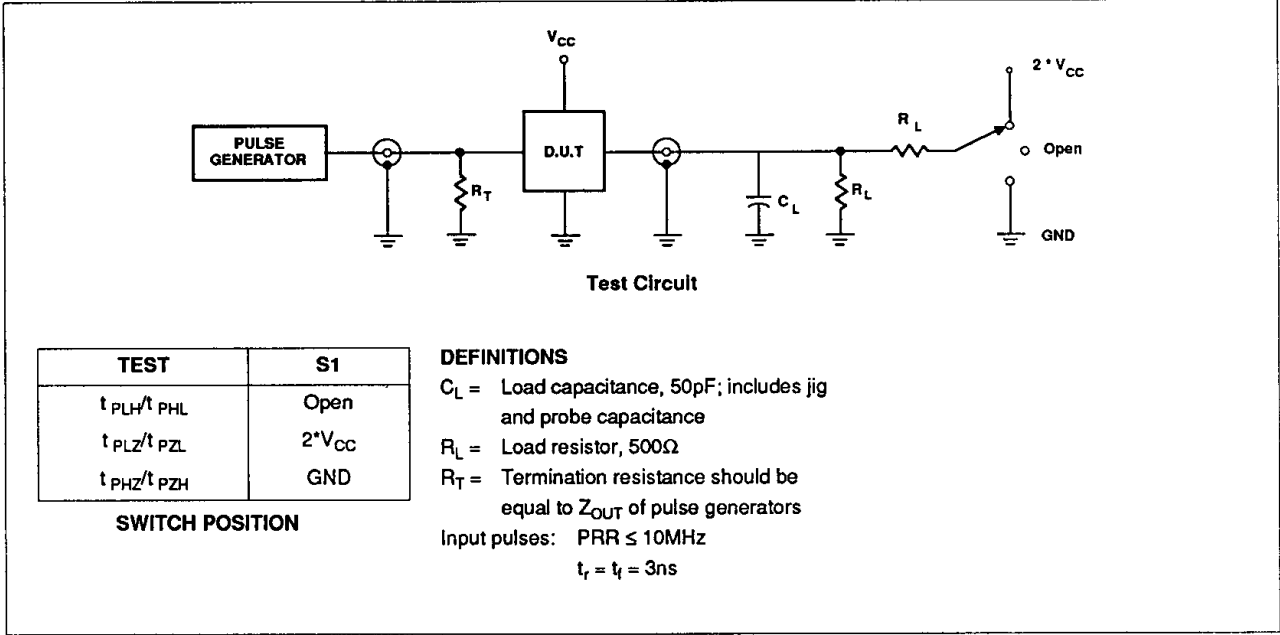 V_CC
2 * V_CC
R_L
PULSE
GENERATOR
D.U.T
Open
R_T
C_L
R_L
GND
Test Circuit
TEST S1
t_PLH/t_PHL Open
t_PLZ/t_PZL 2*V_CC
t_PHZ/t_PZH GND
SWITCH POSITION
DEFINITIONS
C_L = Load capacitance, 50pF; includes jig
and probe capacitance
R_L = Load resistor, 500Ω
R_T = Termination resistance should be
equal to Z_OUT of pulse generators
Input pulses: PRR ≤ 10MHz
t_r = t_f = 3ns